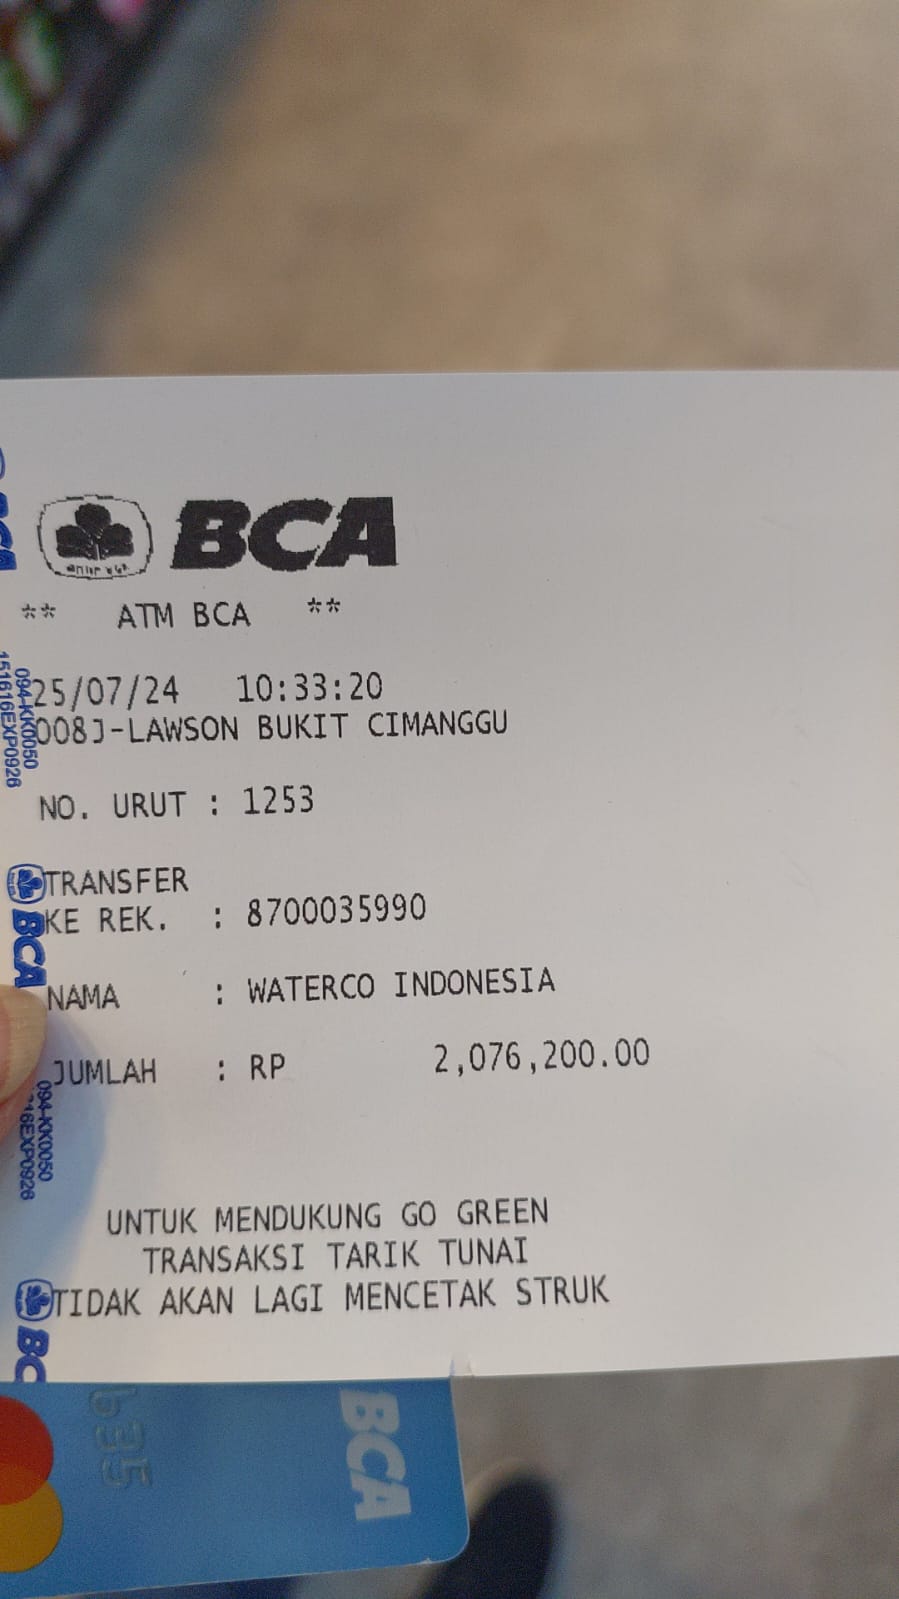 BCA
** ATM BCA **
25/07/24 10:33:20
008J-LAWSON BUKIT CIMANGGU
NO. URUT : 1253
TRANSFER
KE REK. : 8700035990
NAMA : WATERCO INDONESIA
JUMLAH : RP 2,076,200.00
UNTUK MENDUKUNG GO GREEN
TRANSAKSI TARIK TUNAI
TIDAK AKAN LAGI MENCETAK STRUK
094-KK0050
151616EXP0926
BCA
094-KK0050
16EXP0926
BC
635
BCA